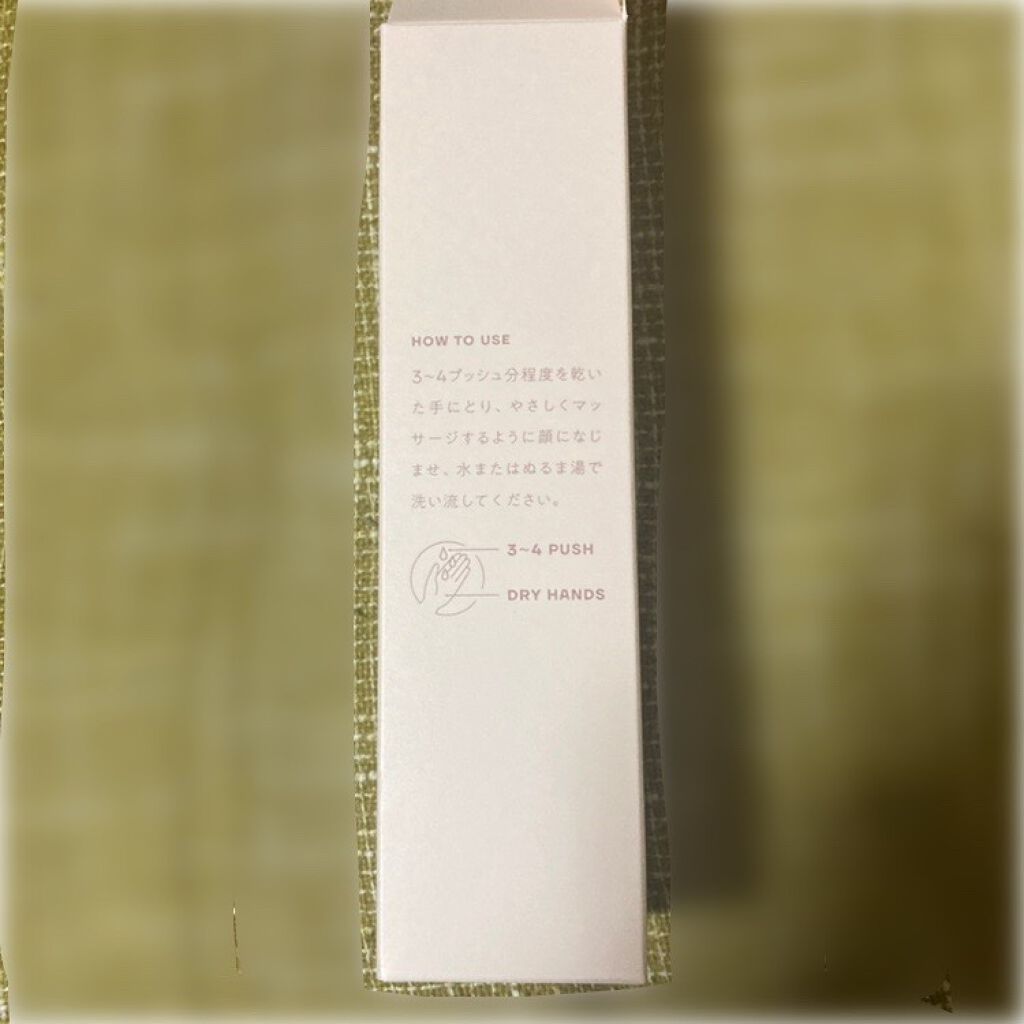 HOW TO USE
3~4プッシュ分程度を乾い
た手にとり、やさしくマッ
サージするように顔になじ
ませ、水またはぬるま湯で
洗い流してください。
3~4 PUSH
DRY HANDS